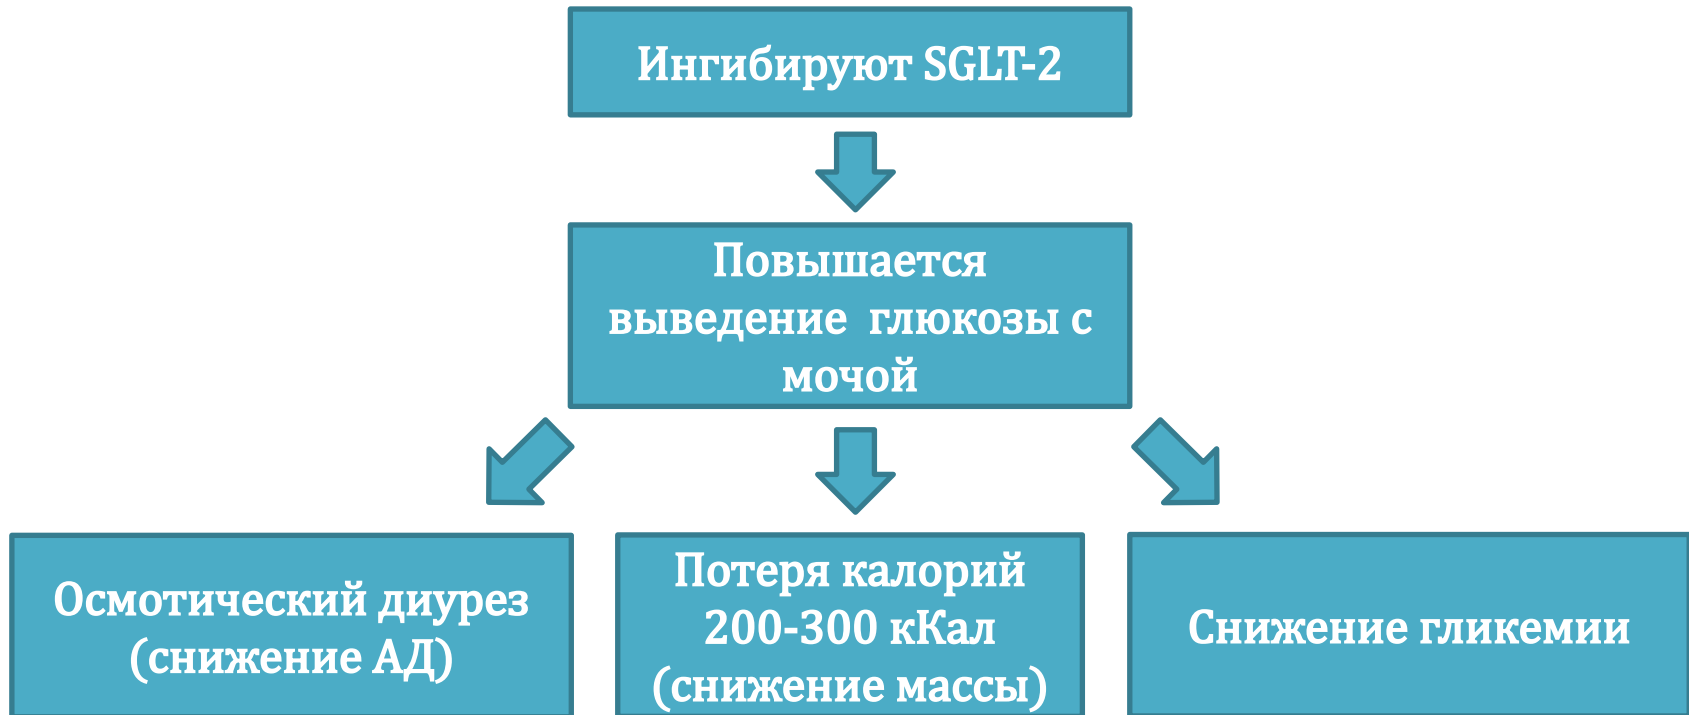 Ингибируют SGLT-2
Повышается
выведение  глюкозы с
мочой
Осмотический диурез
(снижение АД)
Потеря калорий
200-300 кКал
(снижение массы)
Снижение гликемии